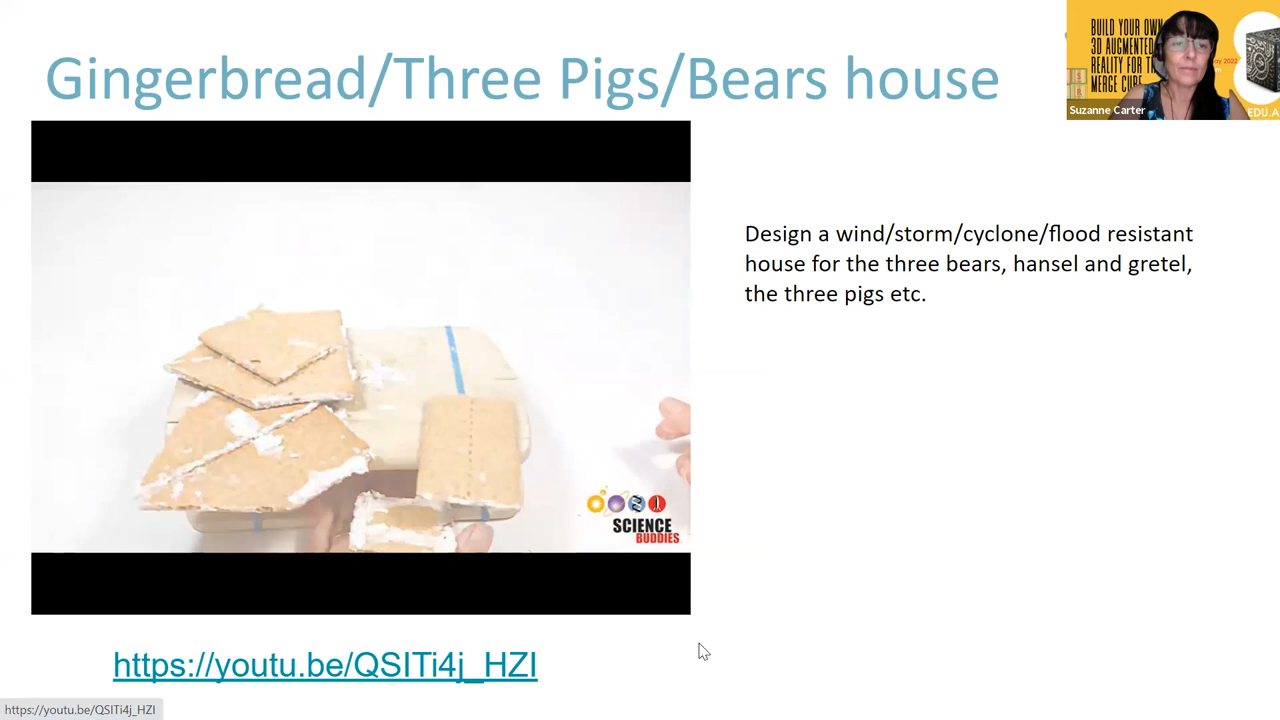 Gingerbread/Three Pigs/Bears house
BUILD YOUR OWN
3D AUGMENTED
REALITY FOR
MERGE CUBE
2022
EDU.A
Suzanne Carter
Design a wind/storm/cyclone/flood resistant
house for the three bears, hansel and gretel,
the three pigs etc.
SCIENCE
BUDDIES
https://youtu.be/QSITi4j_HZI
https://youtu.be/QSITi4j_HZI